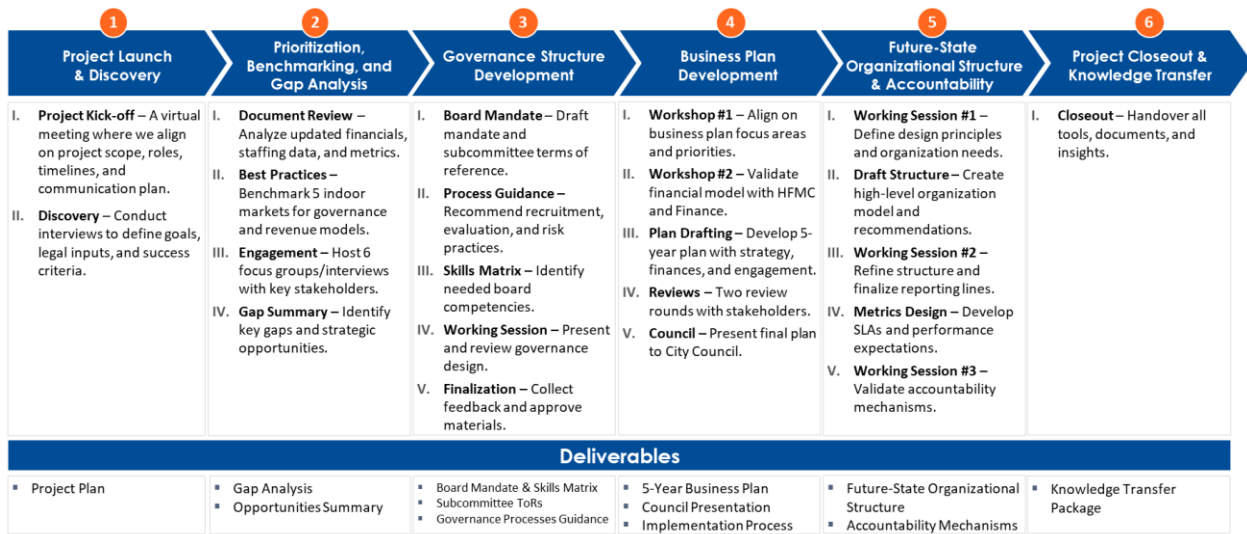 1
Project Launch
& Discovery
2
Prioritization,
Benchmarking, and
Gap Analysis
3
Governance Structure
Development
4
Business Plan
Development
5
Future-State
Organizational Structure
& Accountability
6
Project Closeout &
Knowledge Transfer
I. Project Kick-off – A virtual
meeting where we align
on project scope, roles,
timelines, and
communication plan.
II. Discovery – Conduct
interviews to define goals,
legal inputs, and success
criteria.
I. Document Review –
Analyze updated financials,
staffing data, and metrics.
II. Best Practices –
Benchmark 5 indoor
markets for governance
and revenue models.
III. Engagement – Host 6
focus groups/interviews
with key stakeholders.
IV. Gap Summary – Identify
key gaps and strategic
opportunities.
I. Board Mandate – Draft
mandate and
subcommittee terms of
reference.
II. Process Guidance –
Recommend recruitment,
evaluation, and risk
practices.
III. Skills Matrix – Identify
needed board
competencies.
IV. Working Session – Present
and review governance
design.
V. Finalization – Collect
feedback and approve
materials.
I. Workshop #1 – Align on
business plan focus areas
and priorities.
II. Workshop #2 – Validate
financial model with HFMC
and Finance.
III. Plan Drafting – Develop 5-
year plan with strategy,
finances, and engagement.
IV. Reviews – Two review
rounds with stakeholders.
V. Council – Present final plan
to City Council.
I. Working Session #1 –
Define design principles
and organization needs.
II. Draft Structure – Create
high-level organization
model and
recommendations.
III. Working Session #2 –
Refine structure and
finalize reporting lines.
IV. Metrics Design – Develop
SLAs and performance
expectations.
V. Working Session #3 –
Validate accountability
mechanisms.
I. Closeout – Handover all
tools, documents, and
insights.
Deliverables
▪ Project Plan
▪ Gap Analysis
▪ Opportunities Summary
▪ Board Mandate & Skills Matrix
▪ Subcommittee ToRs
▪ Governance Processes Guidance
▪ 5-Year Business Plan
▪ Council Presentation
▪ Implementation Process
▪ Future-State Organizational
Structure
▪ Accountability Mechanisms
▪ Knowledge Transfer
Package